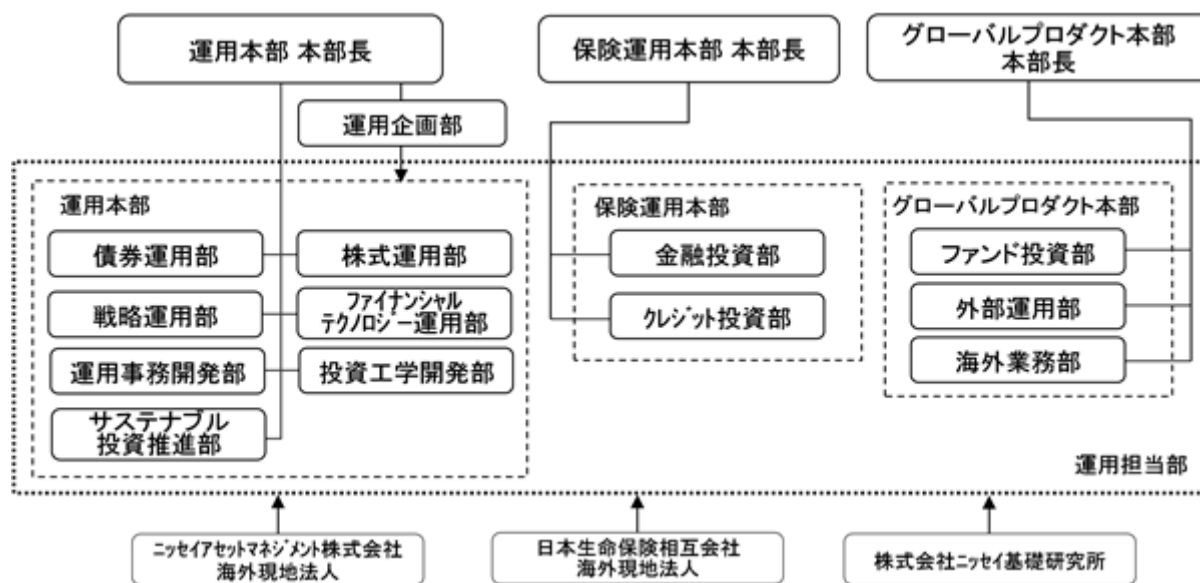 運用本部 本部長
保険運用本部 本部長
グローバルプロダクト本部
本部長
運用企画部
運用本部
債券運用部
株式運用部
戦略運用部
ファイナンシャル
テクノロジー運用部
運用事務開発部
投資工学開発部
サステナブル
投資推進部
保険運用本部
金融投資部
クレジット投資部
グローバルプロダクト本部
ファンド投資部
外部運用部
海外業務部
運用担当部
ニッセイアセットマネジメント株式会社
海外現地法人
日本生命保険相互会社
海外現地法人
株式会社ニッセイ基礎研究所